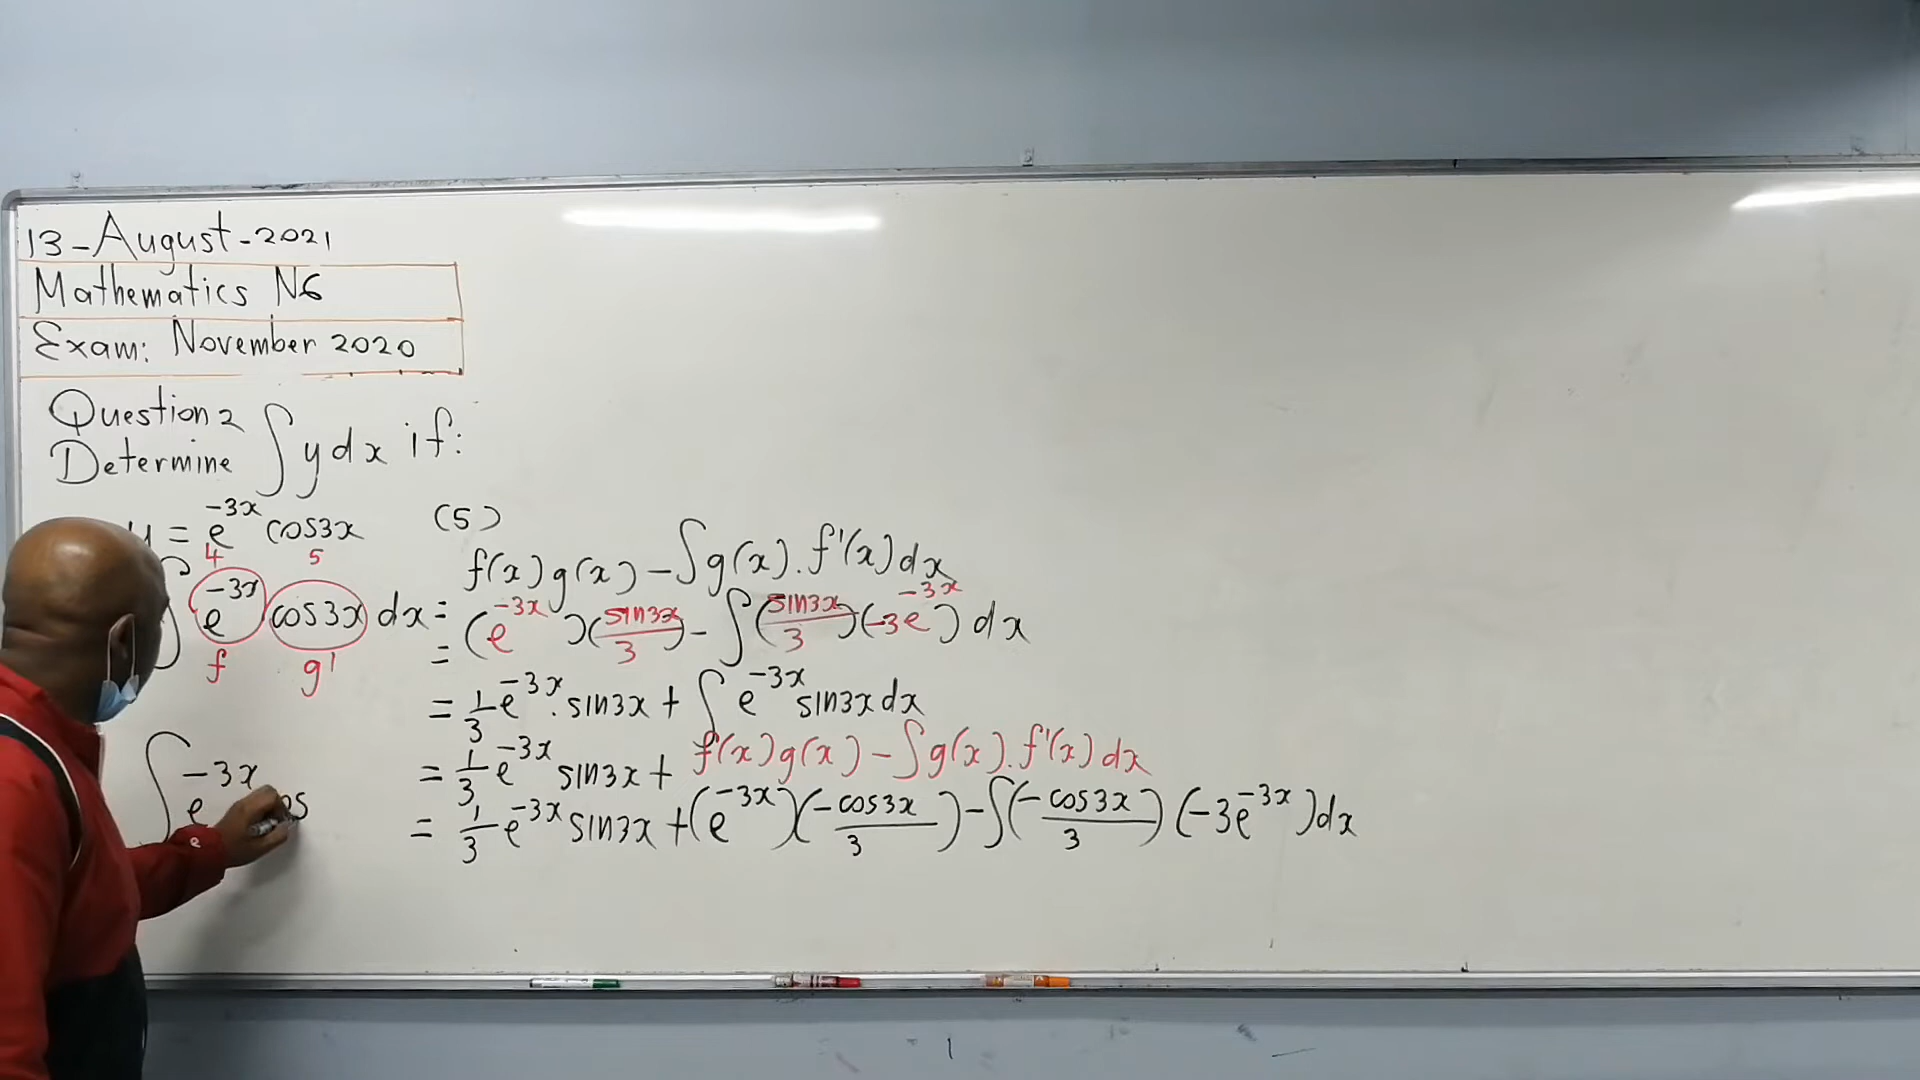 13-August-2021
Mathematics N6
Exam: November 2020
Question 2
Determine ∫ydx if:
y = e^-3x cos3x (5)
4 5
f(x)g(x) - ∫g(x).f'(x)dx
∫e^-3x cos3x dx = (e^-3x)(sin3x/3) - ∫(sin3x/3)(-3e^-3x)dx
f g' =
= 1/3 e^-3x . sin3x + ∫e^-3x sin3x dx
= 1/3 e^-3x sin3x + f(x)g(x) - ∫g(x).f'(x)dx
∫e^-3x cos = 1/3 e^-3x sin3x + (e^-3x)(-cos3x/3) - ∫(-cos3x/3)(-3e^-3x)dx